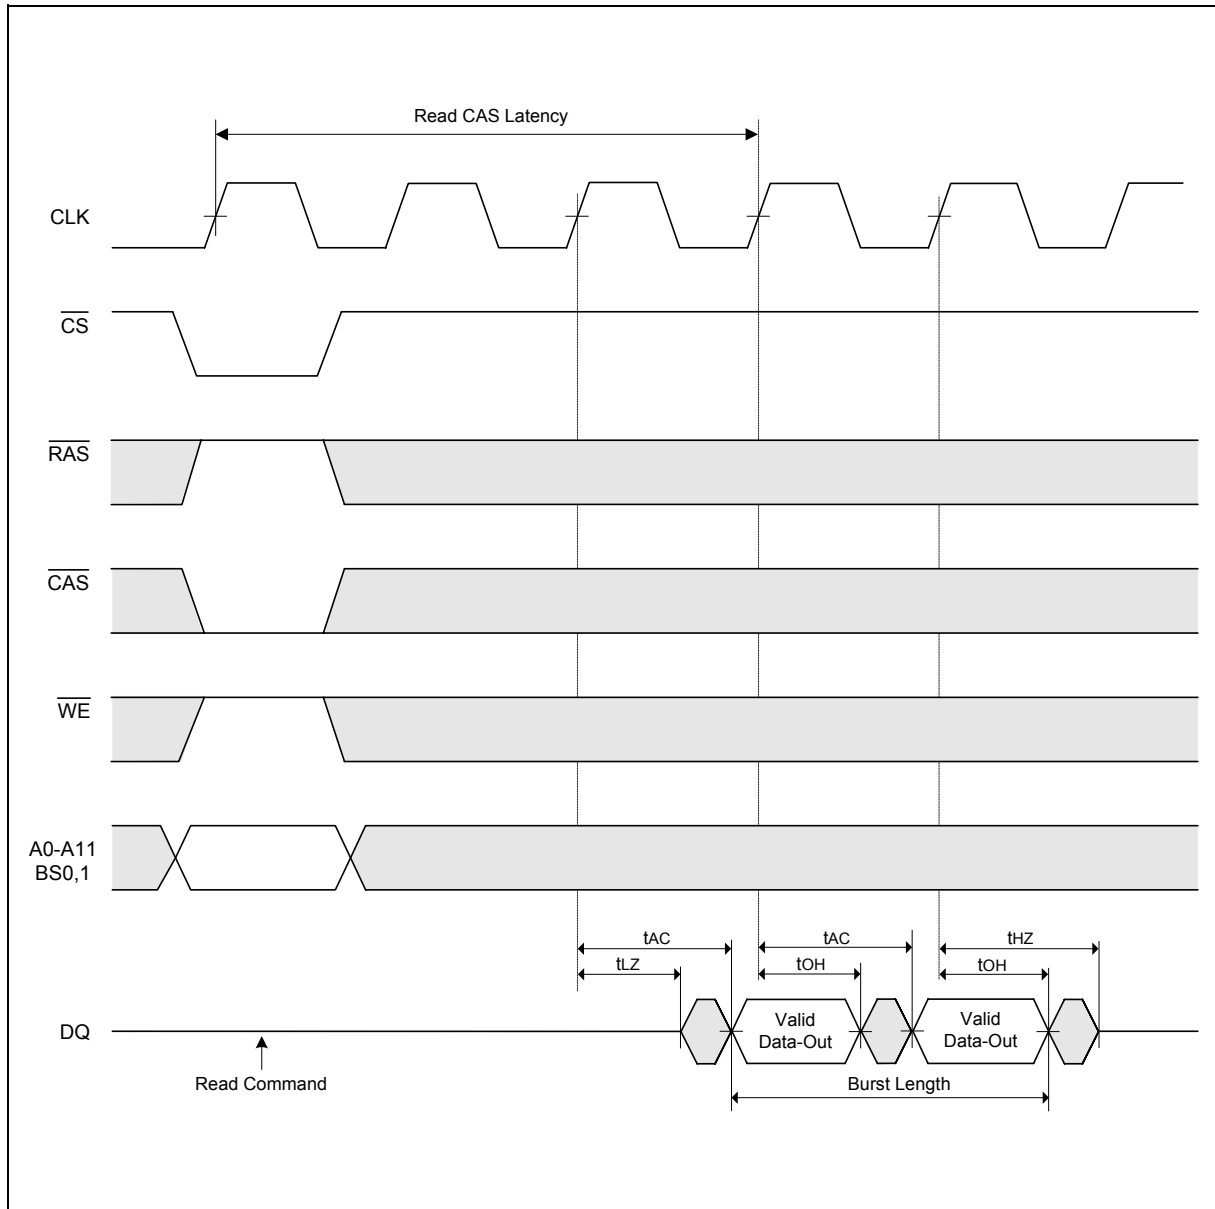 Read CAS Latency
CLK
CS
RAS
CAS
WE
A0-A11
BS0,1
tAC
tAC
tHZ
tLZ
tOH
tOH
DQ
Valid
Data-Out
Valid
Data-Out
Read Command
Burst Length